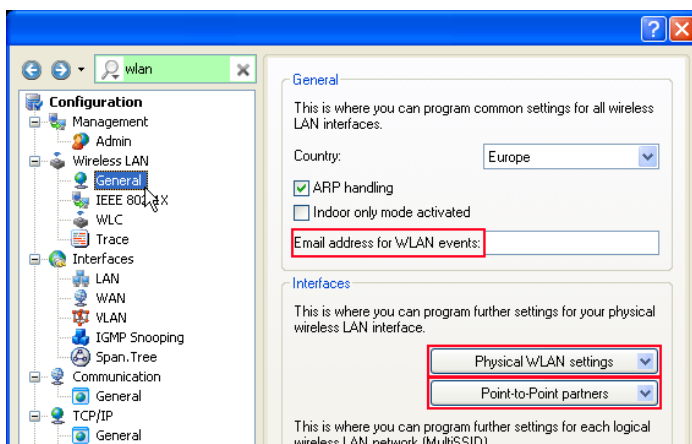 wlan
Configuration
Management
Admin
Wireless LAN
General
IEEE 802.1X
WLC
Trace
Interfaces
LAN
WAN
VLAN
IGMP Snooping
Span.Tree
Communication
General
TCP/IP
General
General
This is where you can program common settings for all wireless
LAN interfaces.
Country:
Europe
ARP handling
Indoor only mode activated
Email address for WLAN events:
Interfaces
This is where you can program further settings for your physical
wireless LAN interface.
Physical WLAN settings
Point-to-Point partners
This is where you can program further settings for each logical
wireless LAN network (MultiSSID)